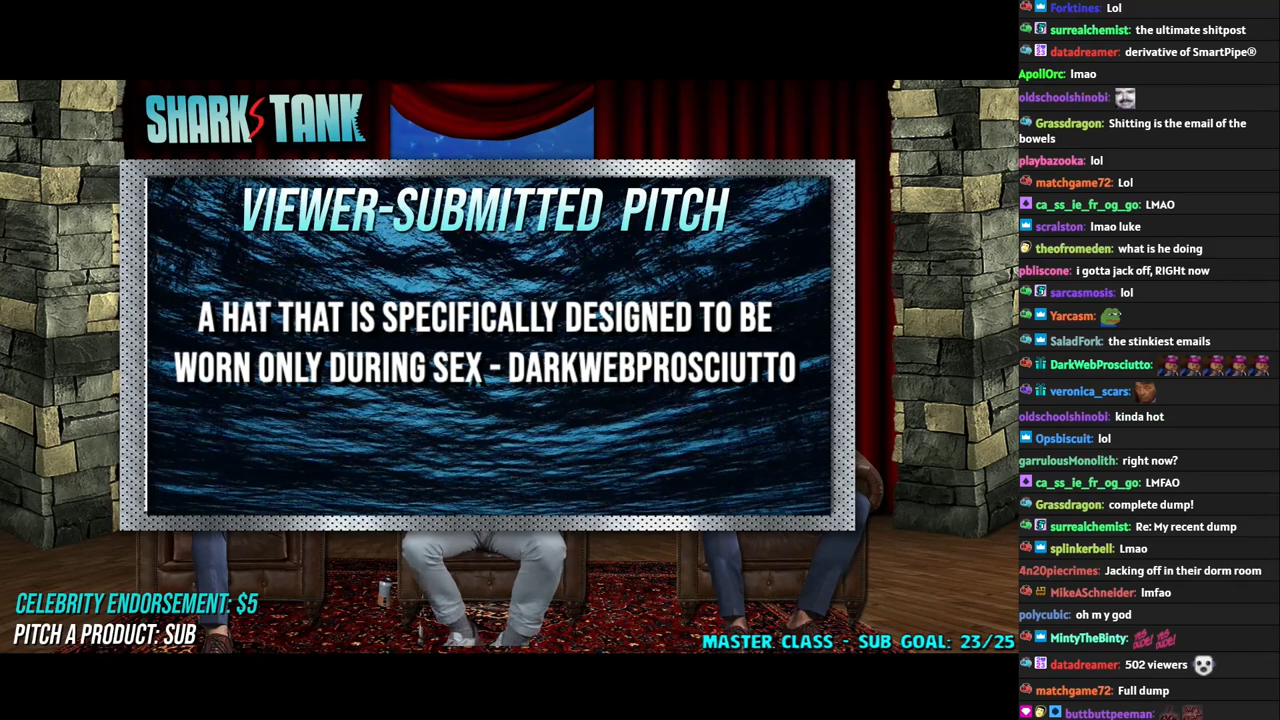 SHARKS TANK
VIEWER-SUBMITTED PITCH
A HAT THAT IS SPECIFICALLY DESIGNED TO BE
WORN ONLY DURING SEX - DARKWEBPROSCIUTTO
CELEBRITY ENDORSEMENT: $5
PITCH A PRODUCT: SUB
MASTER CLASS - SUB GOAL: 23/25
Forktines: Lol
surrealchemist: the ultimate shitpost
datadreamer: derivative of SmartPipe®
ApollOrc: lmao
oldschoolshinobi:
Grassdragon: Shitting is the email of the
bowels
playbazooka: lol
matchgame72: Lol
ca_ss_ie_fr_og_go: LMAO
scralston: lmao luke
theofromeden: what is he doing
pbliscone: i gotta jack off, RIGHt now
sarcasmosis: lol
Yarcasm:
SaladFork: the stinkiest emails
DarkWebProsciutto:
veronica_scars:
oldschoolshinobi: kinda hot
Opsbiscuit: lol
garrulousMonolith: right now?
ca_ss_ie_fr_og_go: LMFAO
Grassdragon: complete dump!
surrealchemist: Re: My recent dump
splinkerbell: Lmao
4n20piecrimes: Jacking off in their dorm room
MikeASchneider: lmfao
polycubic: oh my god
MintyTheBinty:
datadreamer: 502 viewers
matchgame72: Full dump
buttbuttpeeman: